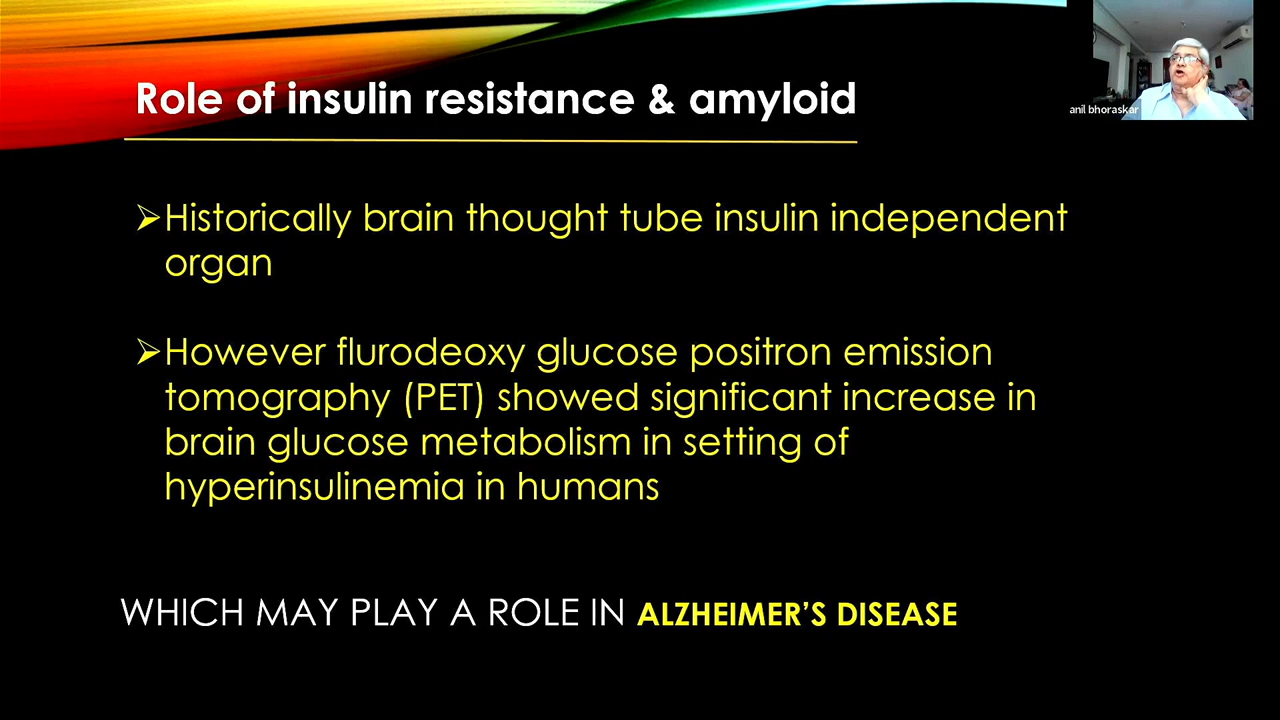 Role of insulin resistance & amyloid
anil bhoraskar
➢Historically brain thought tube insulin independent
organ
➢However flurodeoxy glucose positron emission
tomography (PET) showed significant increase in
brain glucose metabolism in setting of
hyperinsulinemia in humans
WHICH MAY PLAY A ROLE IN ALZHEIMER'S DISEASE